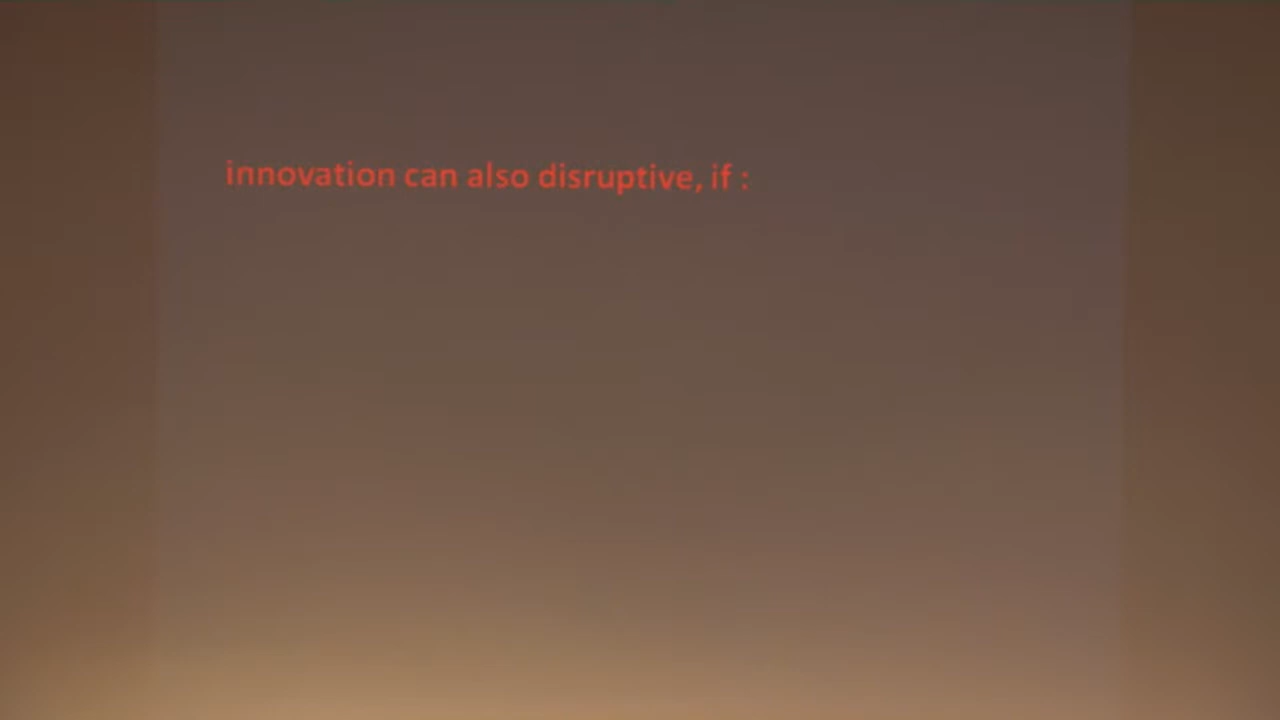 innovation can also disruptive, if :